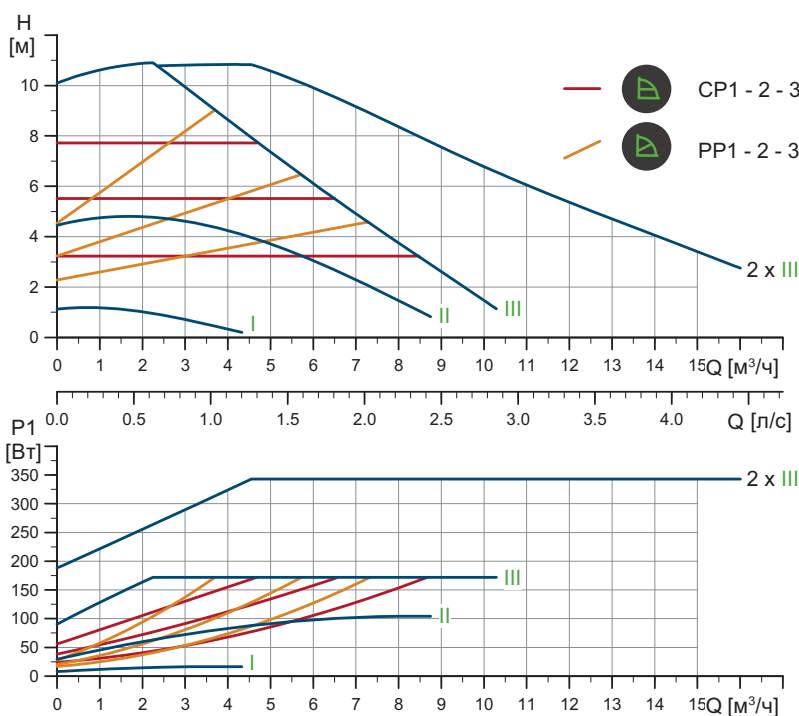 H
[м]
10
8
6
4
2
0
CP1 - 2 - 3
PP1 - 2 - 3
2 x III
III
II
I
0 1 2 3 4 5 6 7 8 9 10 11 12 13 14 15 Q [м³/ч]
0.0 0.5 1.0 1.5 2.0 2.5 3.0 3.5 4.0 Q [л/с]
P1
[Вт]
350
300
250
200
150
100
50
0
2 x III
III
II
I
0 1 2 3 4 5 6 7 8 9 10 11 12 13 14 15 Q [м³/ч]